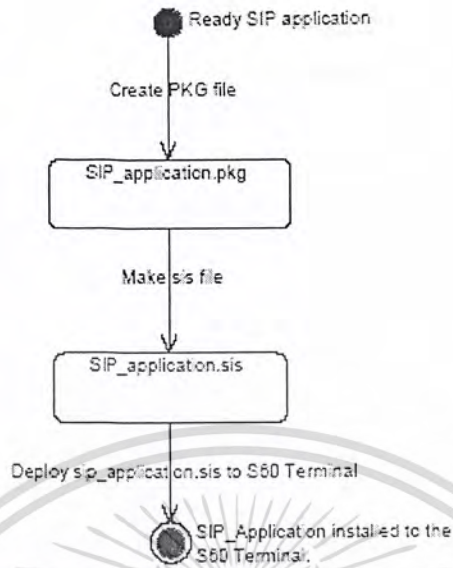 Ready SIP application
Create PKG file
SIP_application.pkg
Make sis file
SIP_application.sis
Deploy sip_application.sis to S60 Terminal
SIP_Application installed to the
S60 Terminal.